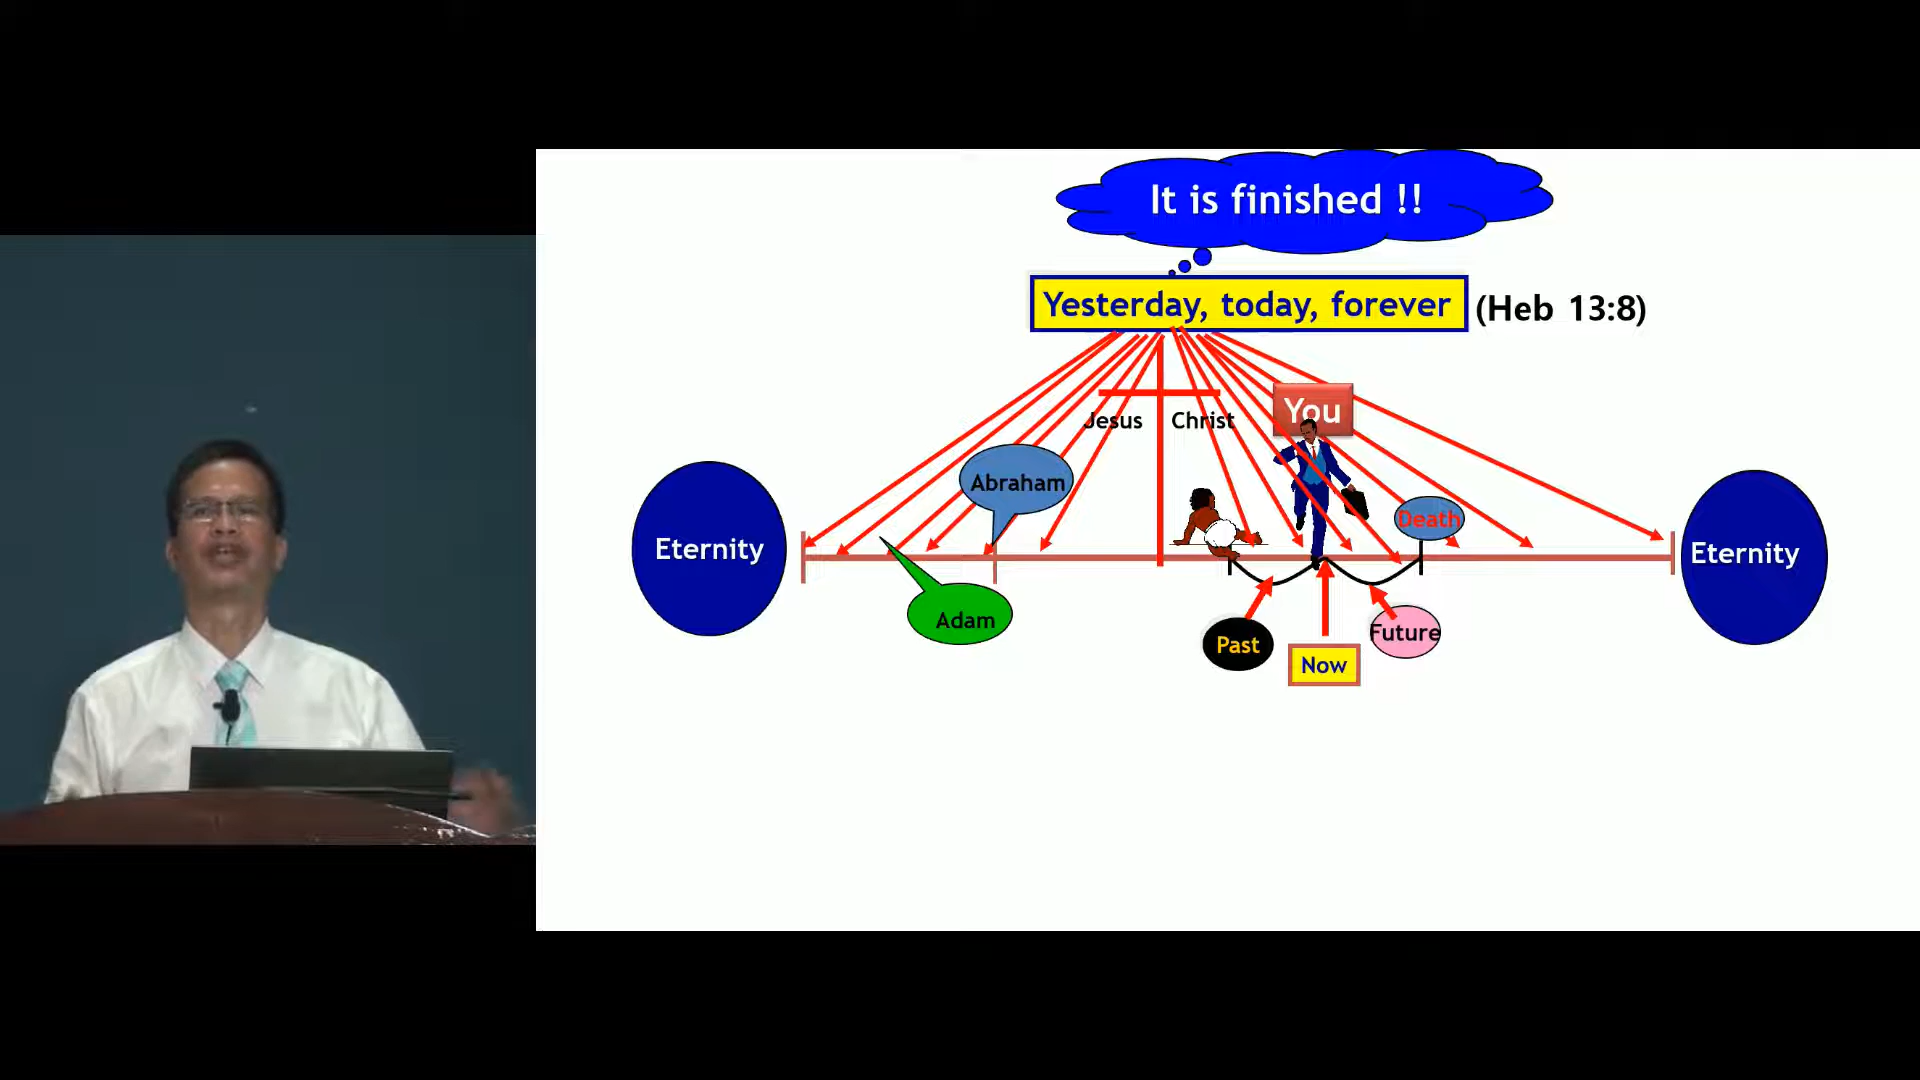 It is finished !!
Yesterday, today, forever
(Heb 13:8)
You
Jesus Christ
Abraham
Death
Eternity
Eternity
Adam
Past
Now
Future